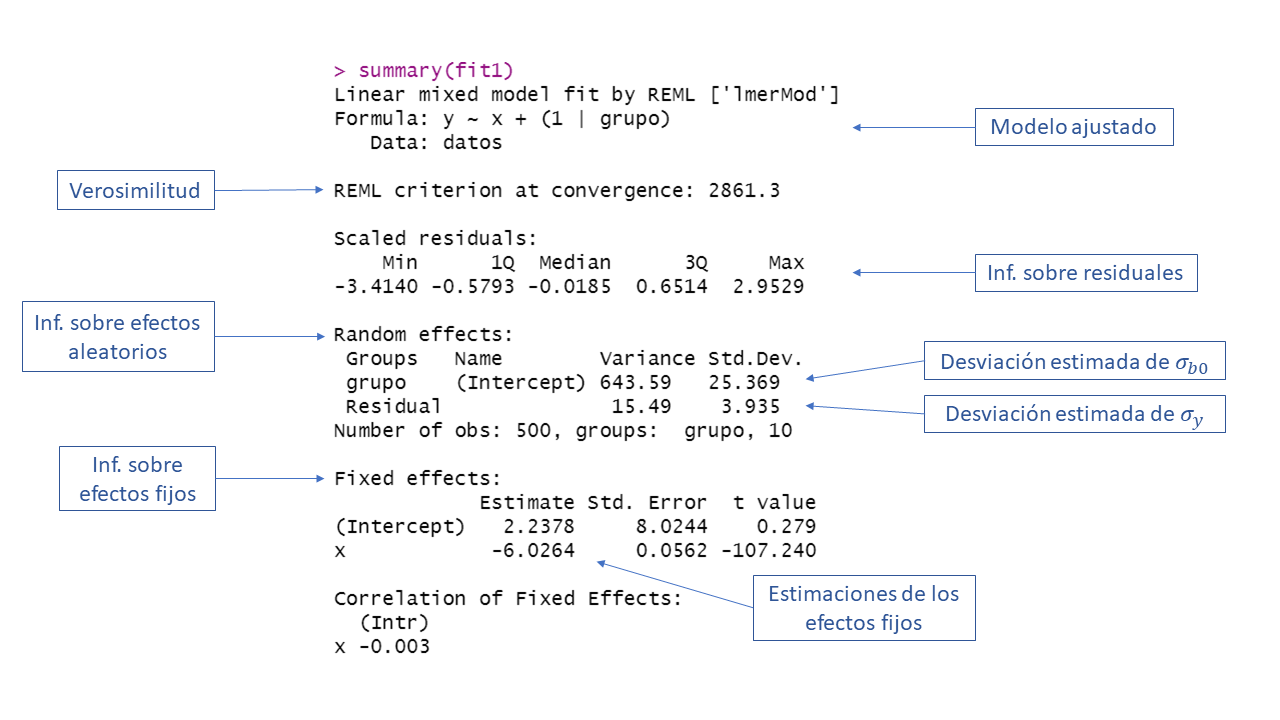 > summary(fit1)
Linear mixed model fit by REML ['lmerMod']
Formula: y ~ x + (1 | grupo)
Data: datos
Modelo ajustado
Verosimilitud
REML criterion at convergence: 2861.3
Scaled residuals:
Min 1Q Median 3Q Max
-3.4140 -0.5793 -0.0185 0.6514 2.9529
Inf. sobre residuales
Inf. sobre efectos
aleatorios
Random effects:
Groups Name Variance Std.Dev.
grupo (Intercept) 643.59 25.369
Residual 15.49 3.935
Number of obs: 500, groups: grupo, 10
Desviación estimada de σb0
Desviación estimada de σy
Inf. sobre
efectos fijos
Fixed effects:
Estimate Std. Error t value
(Intercept) 2.2378 8.0244 0.279
x -6.0264 0.0562 -107.240
Estimaciones de los
efectos fijos
Correlation of Fixed Effects:
(Intr)
x -0.003